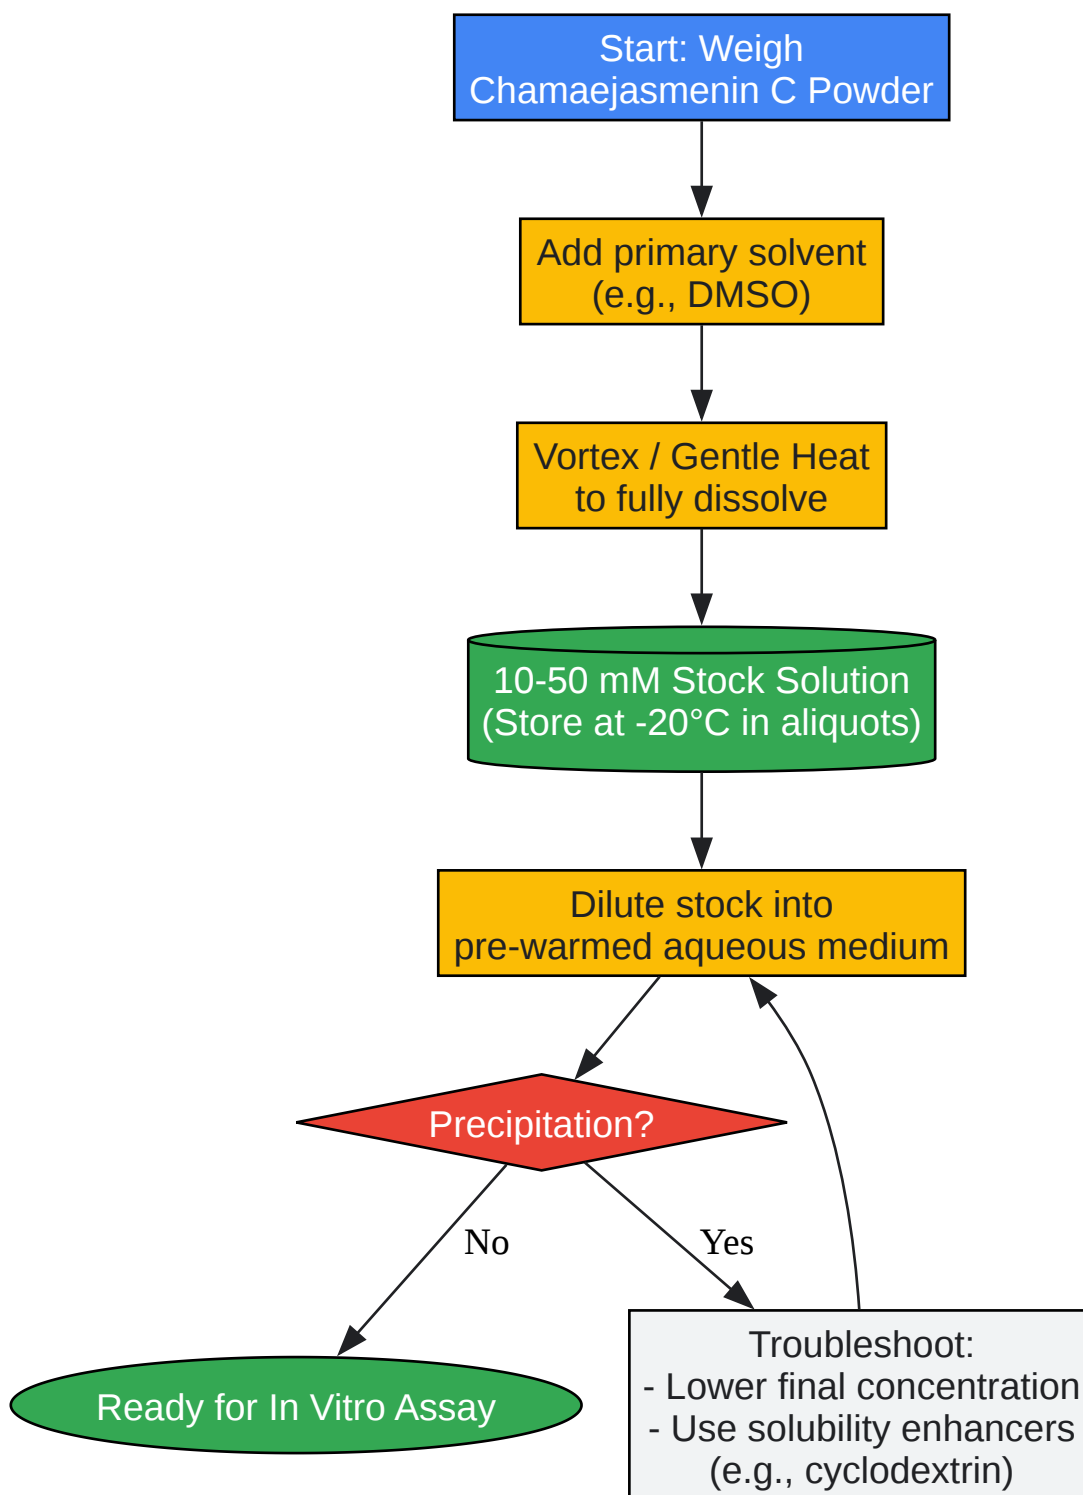 Start: Weigh
Chamaejasmenin C Powder
Add primary solvent
(e.g., DMSO)
Vortex / Gentle Heat
to fully dissolve
10-50 mM Stock Solution
(Store at -20°C in aliquots)
Dilute stock into
pre-warmed aqueous medium
Precipitation?
No
Yes
Ready for In Vitro Assay
Troubleshoot:
- Lower final concentration
- Use solubility enhancers
(e.g., cyclodextrin)